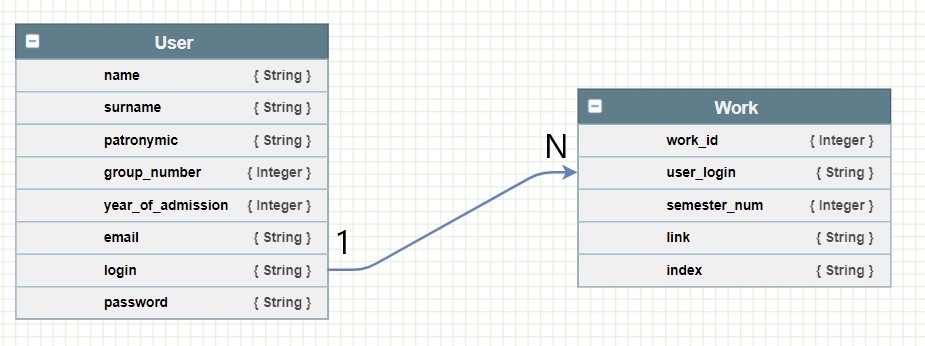 User
name { String }
surname { String }
patronymic { String }
group_number { Integer }
year_of_admission { Integer }
email { String }
login { String }
password { String }
1
N
Work
work_id { Integer }
user_login { String }
semester_num { Integer }
link { String }
index { String }